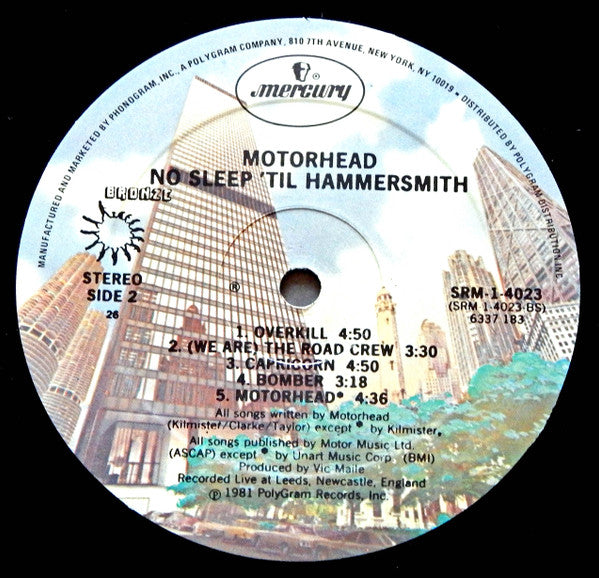 MANUFACTURED AND MARKETED BY PHONOGRAM, INC., A POLYGRAM COMPANY, 810 7TH AVENUE, NEW YORK, NY 10019 • DISTRIBUTED BY POLYGRAM DISTRIBUTION, INC.
®
mercury
MOTORHEAD
NO SLEEP 'TIL HAMMERSMITH
BRONZE
STEREO
SIDE 2
26
®
SRM-1-4023
(SRM 1-4023-BS)
6337 183
1. OVERKILL 4:50
2. (WE ARE) THE ROAD CREW 3:30
3. CAPRICORN 4:50
4. BOMBER 3:18
5. MOTORHEAD* 4:36
All songs written by Motorhead
(Kilmister/Clarke/Taylor) except * by Kilmister.
All songs published by Motor Music Ltd.
(ASCAP) except * by Unart Music Corp. (BMI)
Produced by Vic Maile
Recorded Live at Leeds, Newcastle, England
℗ 1981 PolyGram Records, Inc.